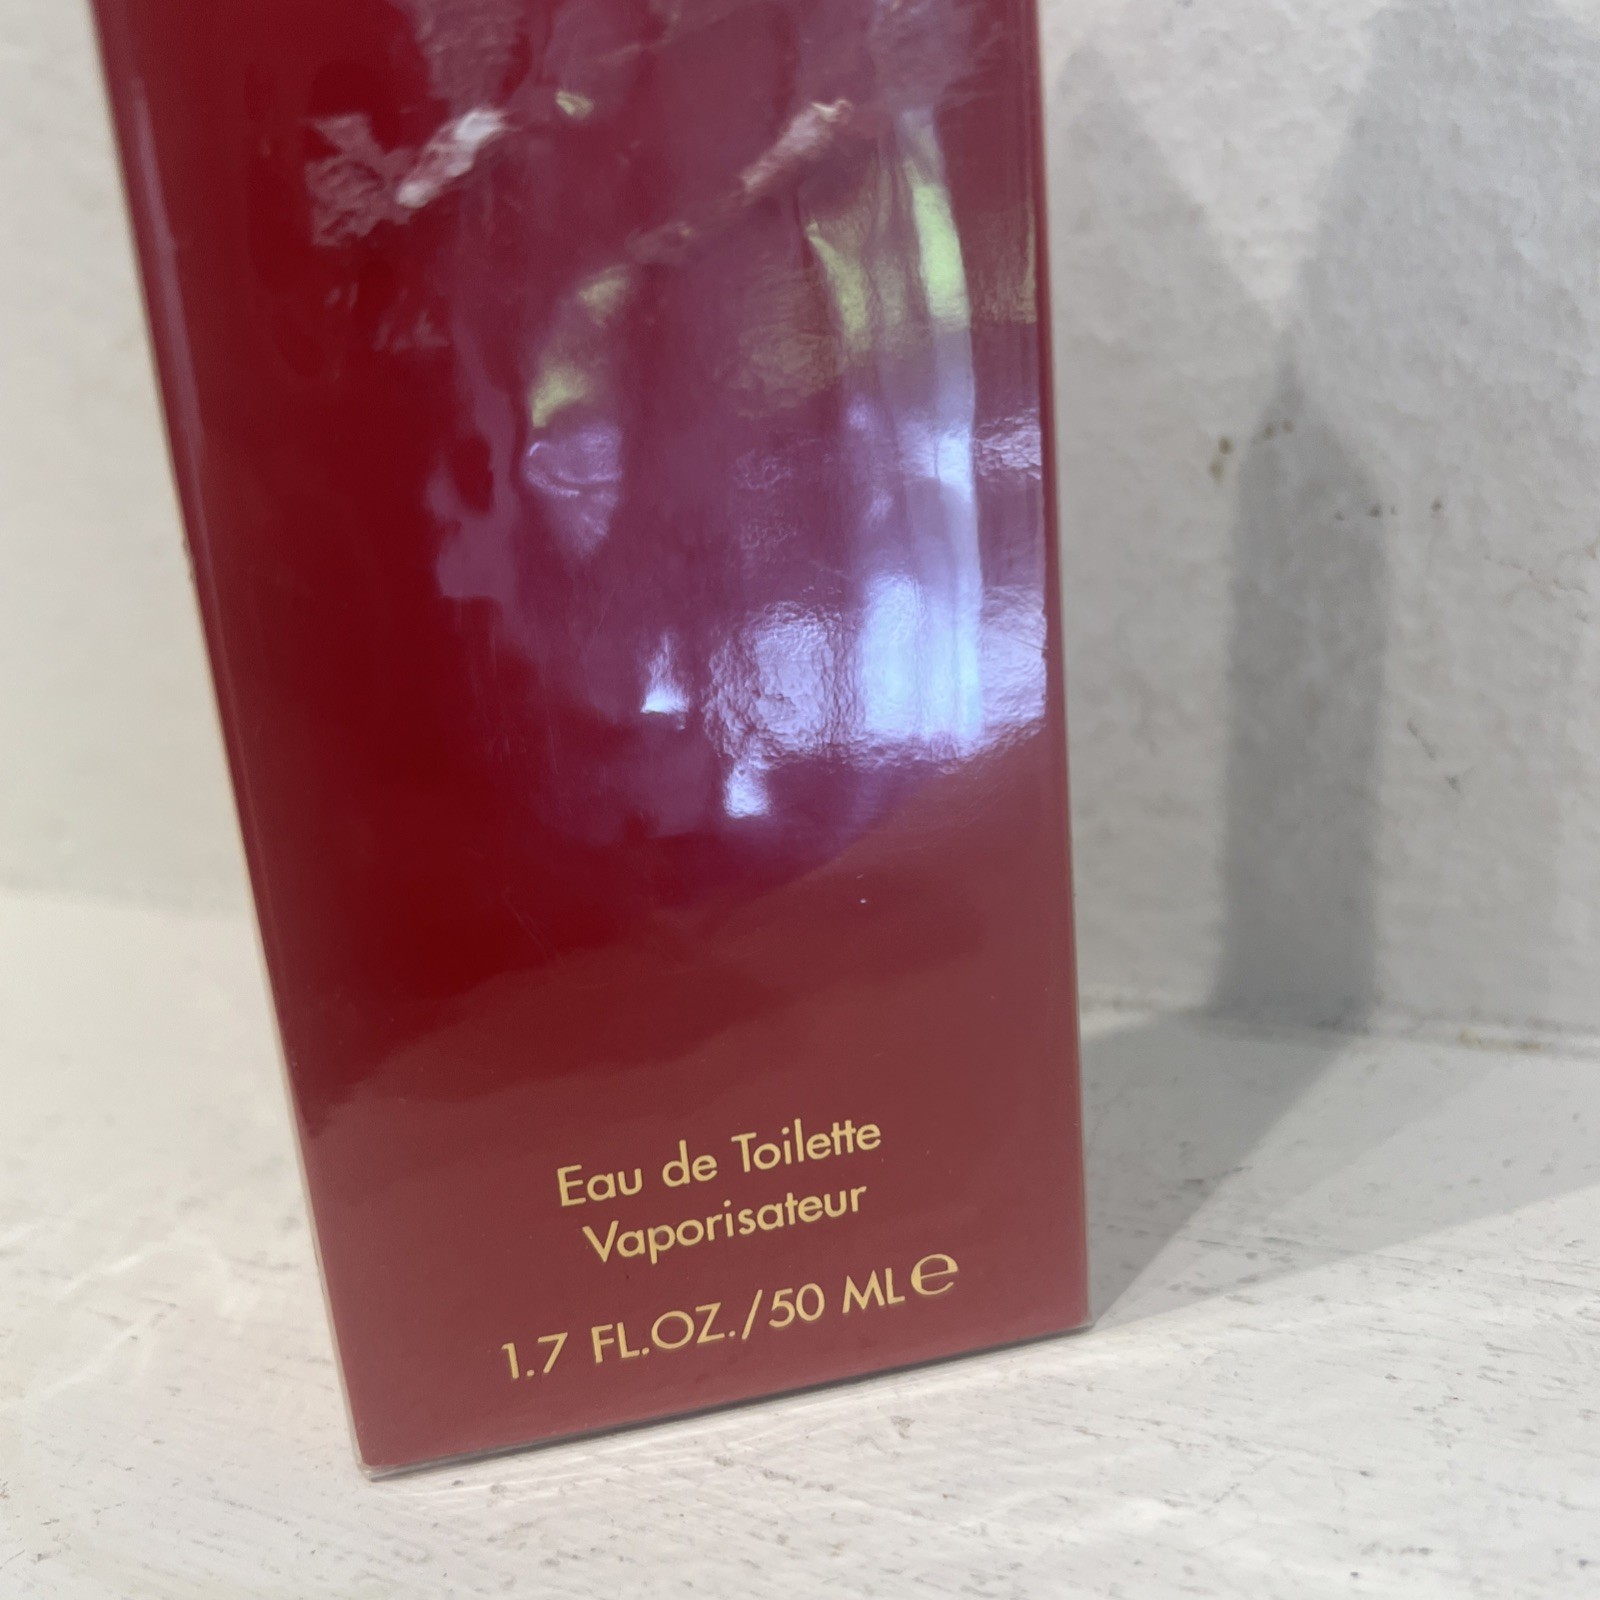 Eau de Toilette
Vaporisateur
1.7 FL.OZ./50 ML ℮